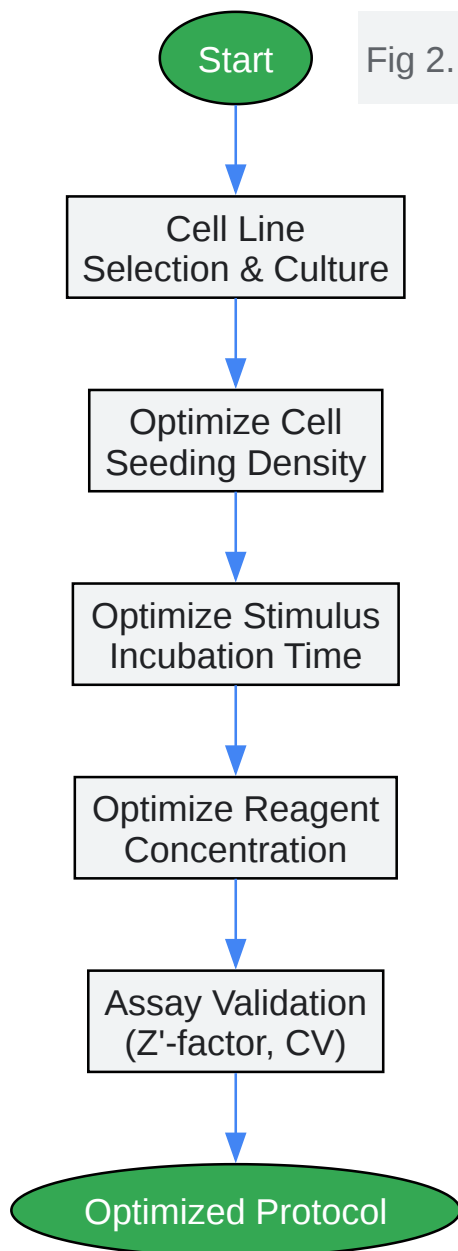 Start
Fig 2.
Cell Line
Selection & Culture
Optimize Cell
Seeding Density
Optimize Stimulus
Incubation Time
Optimize Reagent
Concentration
Assay Validation
(Z'-factor, CV)
Optimized Protocol